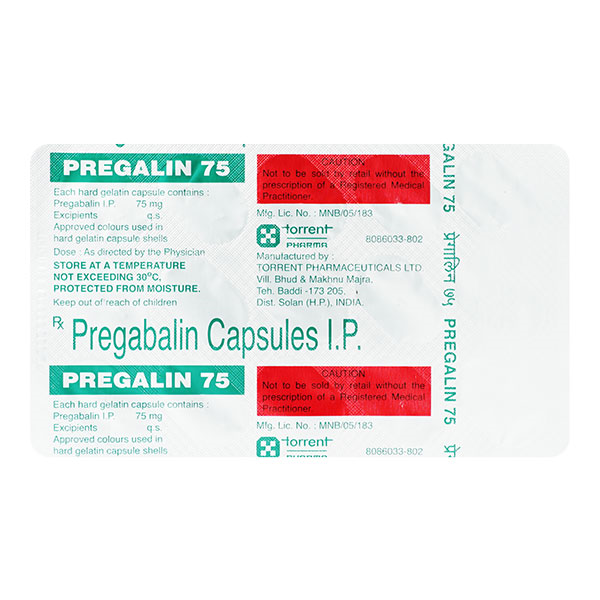 PREGALIN 75
Each hard gelatin capsule contains :
Pregabalin I.P. 75 mg
Excipients q.s.
Approved colours used in
hard gelatin capsule shells
Dose : As directed by the Physician
STORE AT A TEMPERATURE
NOT EXCEEDING 30°C,
PROTECTED FROM MOISTURE.
Keep out of reach of children
CAUTION
Not to be sold by retail without the
prescription of a Registered Medical
Practitioner.
Mfg. Lic. No. : MNB/05/183
torrent
PHARMA
8086033-802
Manufactured by :
TORRENT PHARMACEUTICALS LTD.
Vill. Bhud & Makhnu Majra,
Teh. Baddi -173 205,
Dist. Solan (H.P.), INDIA.
Rx Pregabalin Capsules I.P.
PREGALIN 75
Each hard gelatin capsule contains :
Pregabalin I.P. 75 mg
Excipients q.s.
Approved colours used in
hard gelatin capsule shells
CAUTION
Not to be sold by retail without the
prescription of a Registered Medical
Practitioner.
Mfg. Lic. No. : MNB/05/183
torrent
PHARMA
8086033-802
GALIN 75 प्रेगालिन ७५ PREGALIN 75